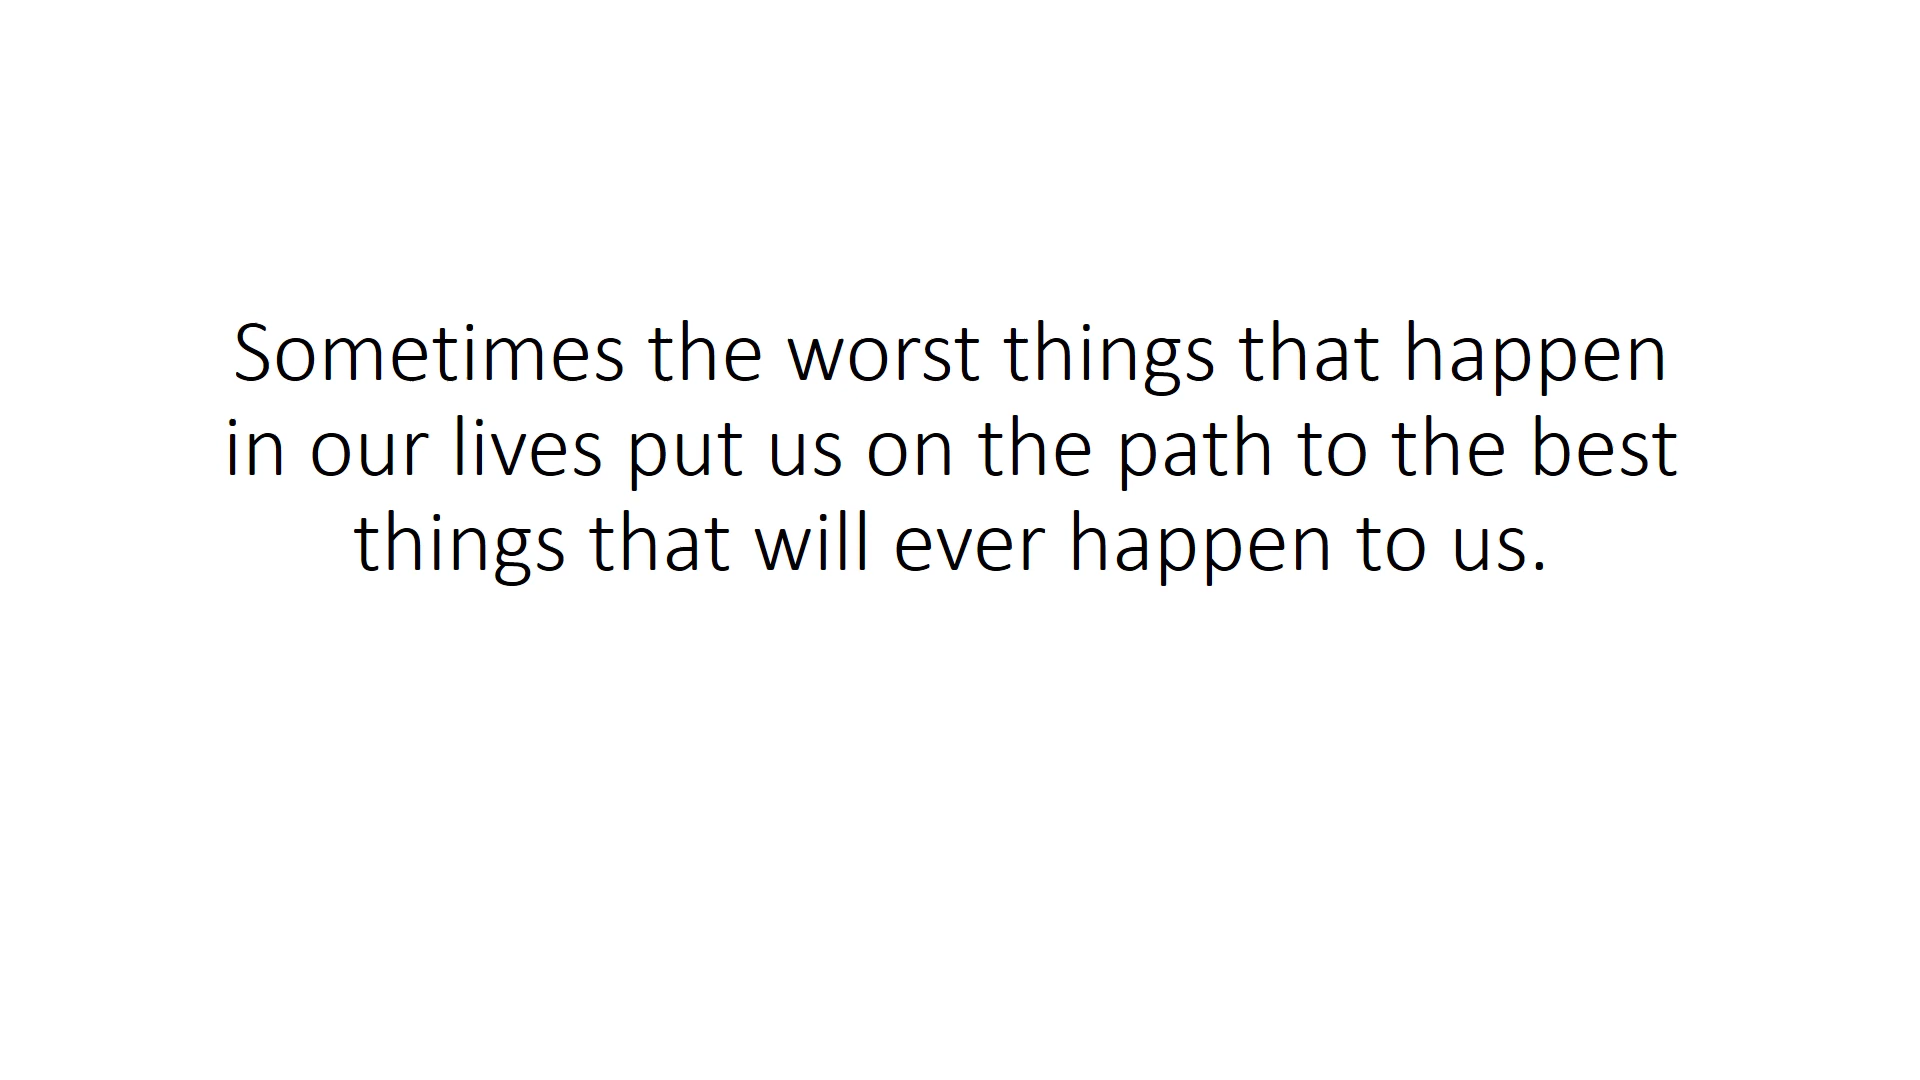 Sometimes the worst things that happen
in our lives put us on the path to the best
things that will ever happen to us.